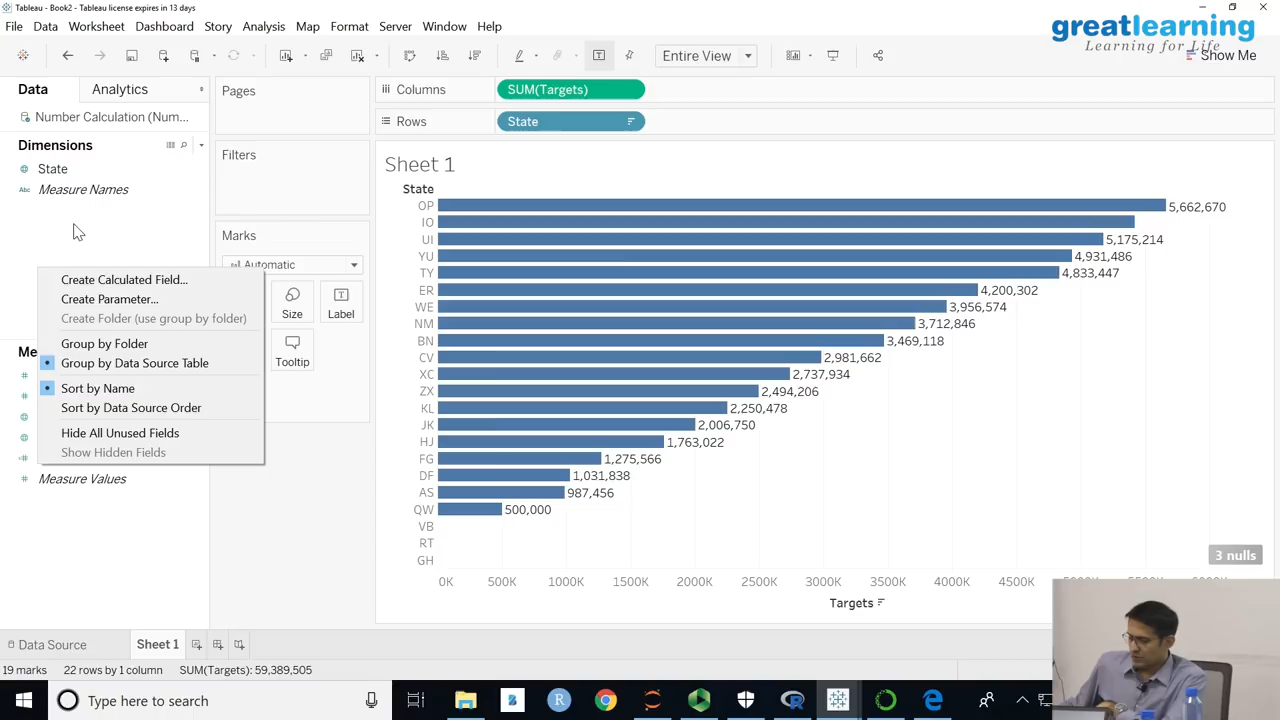 Tableau - Book2 - Tableau license expires in 13 days
File Data Worksheet Dashboard Story Analysis Map Format Server Window Help
greatlearning
Learning for Life
Entire View
Show Me
Data Analytics
Number Calculation (Num...
Dimensions
State
Abc Measure Names
Create Calculated Field...
Create Parameter...
Create Folder (use group by folder)
Group by Folder
Group by Data Source Table
Sort by Name
Sort by Data Source Order
Hide All Unused Fields
Show Hidden Fields
Measure Values
Pages
Filters
Marks
Automatic
Size Label
Tooltip
Columns SUM(Targets)
Rows State
Sheet 1
State
OP 5,662,670
IO
UI 5,175,214
YU 4,931,486
TY 4,833,447
ER 4,200,302
WE 3,956,574
NM 3,712,846
BN 3,469,118
CV 2,981,662
XC 2,737,934
ZX 2,494,206
KL 2,250,478
JK 2,006,750
HJ 1,763,022
FG 1,275,566
DF 1,031,838
AS 987,456
QW 500,000
VB
RT
GH
3 nulls
0K 500K 1000K 1500K 2000K 2500K 3000K 3500K 4000K 4500K
Targets
Data Source Sheet 1
19 marks 22 rows by 1 column SUM(Targets): 59,389,505
Type here to search